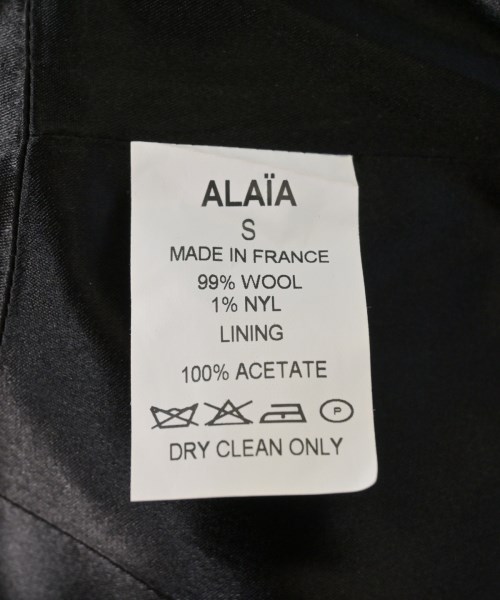 ALAÏA
S
MADE IN FRANCE
99% WOOL
1% NYL
LINING
100% ACETATE
P
DRY CLEAN ONLY